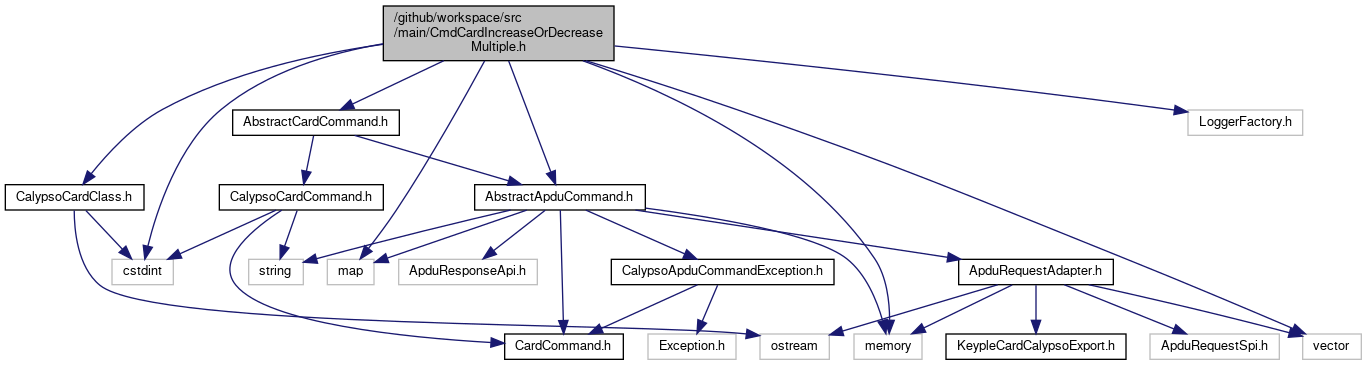 /github/workspace/src
/main/CmdCardIncreaseOrDecrease
Multiple.h
AbstractCardCommand.h
LoggerFactory.h
CalypsoCardClass.h
CalypsoCardCommand.h
AbstractApduCommand.h
cstdint
string
map
ApduResponseApi.h
CalypsoApduCommandException.h
ApduRequestAdapter.h
CardCommand.h
Exception.h
ostream
memory
KeypleCardCalypsoExport.h
ApduRequestSpi.h
vector